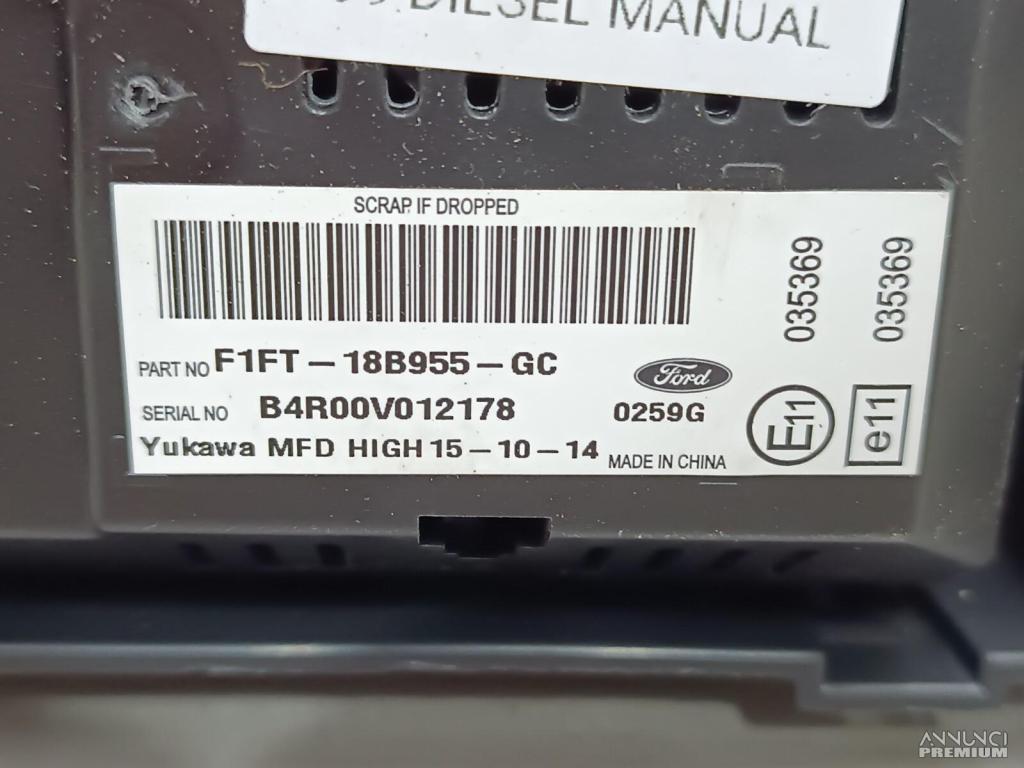 DIESEL MANUAL
SCRAP IF DROPPED
PART NO F1FT-18B955-GC
Ford
SERIAL NO B4R00V012178
0259G
Yukawa MFD HIGH 15-10-14
MADE IN CHINA
035369
E11
035369
e11
ANNUNCI
PREMIUM